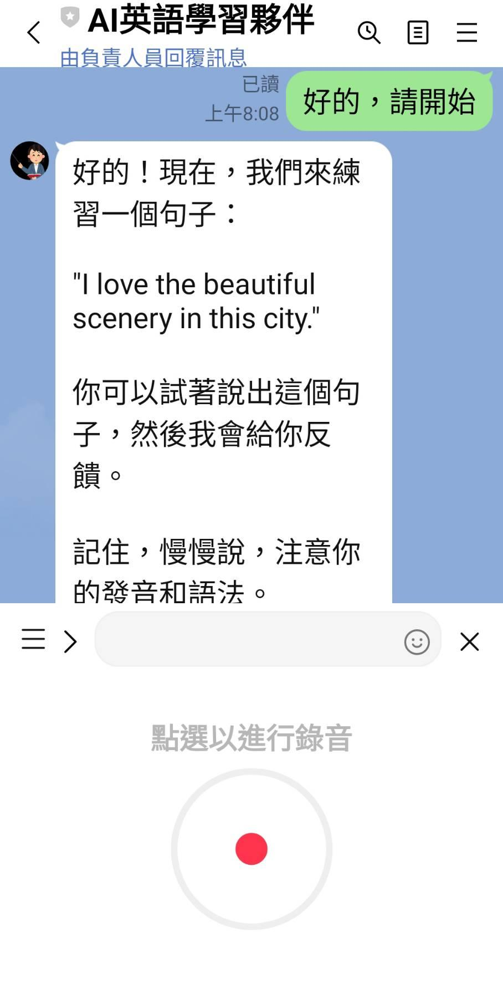 AI英語學習夥伴
由負責人員回覆訊息
已讀
上午8:08
好的，請開始
好的！現在，我們來練
習一個句子：
"I love the beautiful
scenery in this city."
你可以試著說出這個句
子，然後我會給你反
饋。
記住，慢慢說，注意你
的發音和語法。
點選以進行錄音